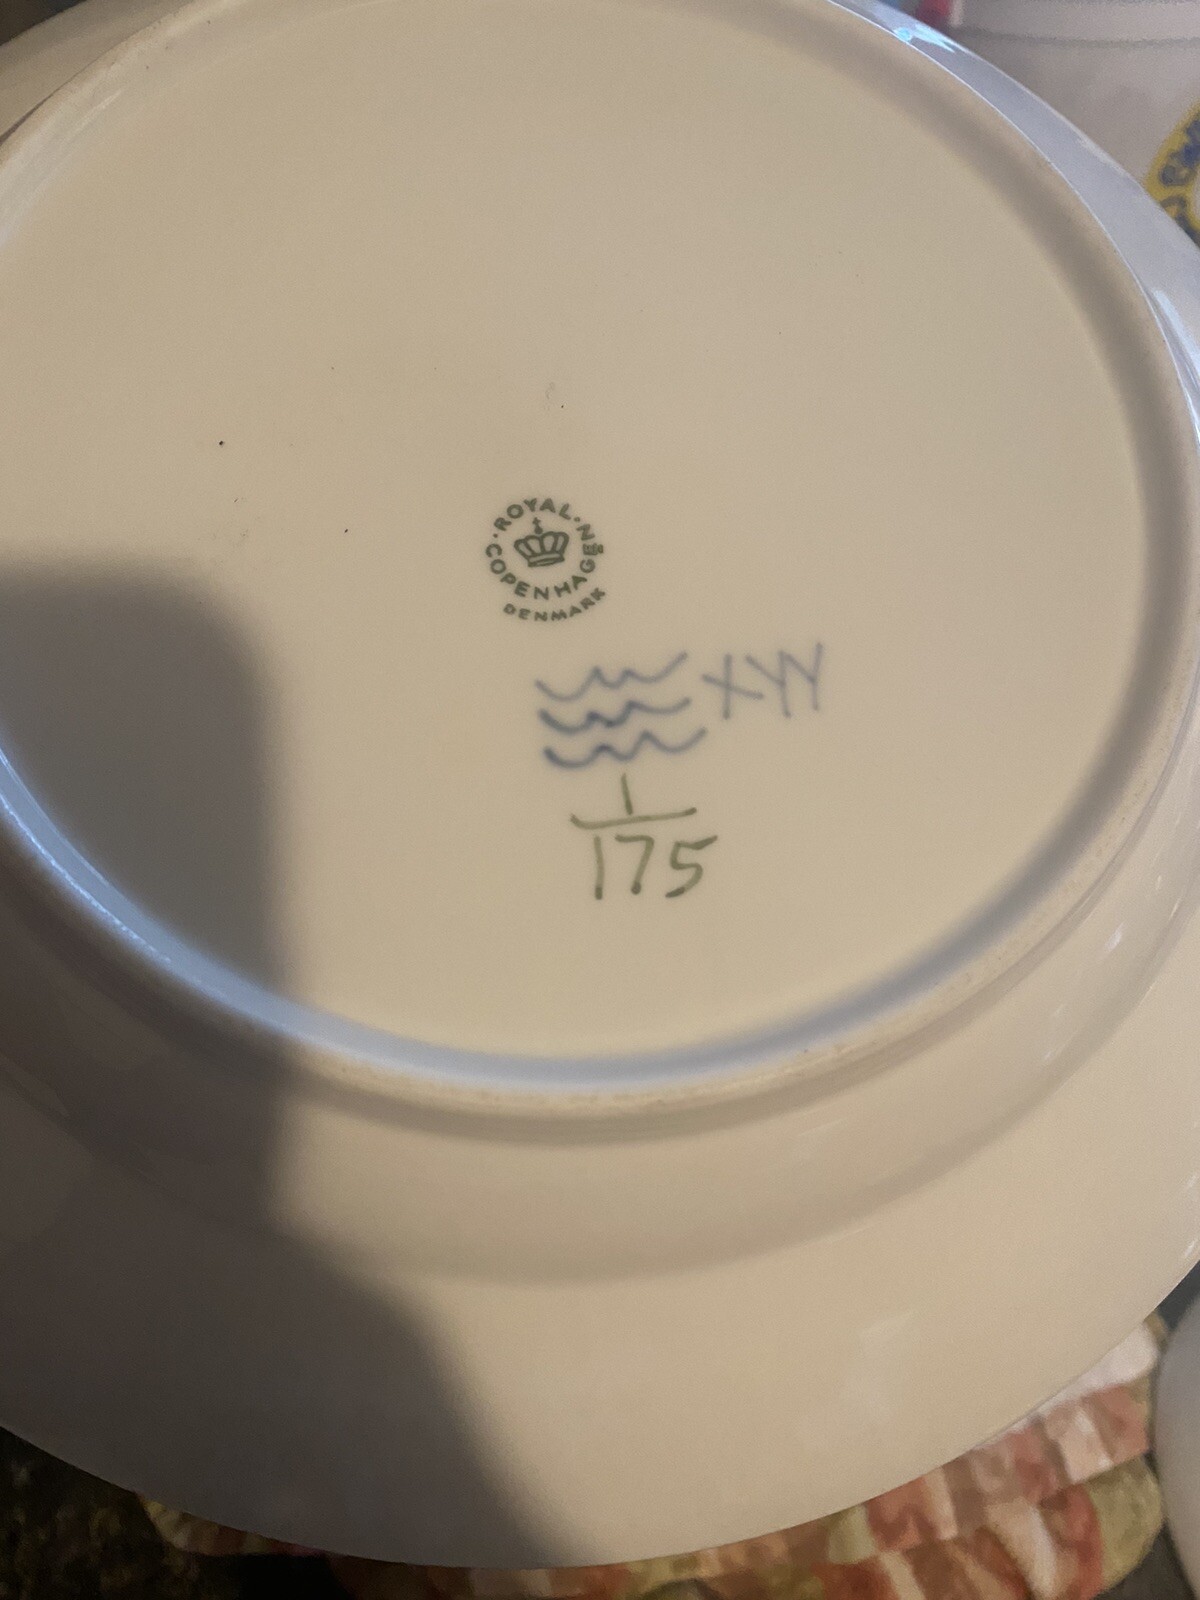 ROYAL
COPENHAGEN
DENMARK
XYY
1
175